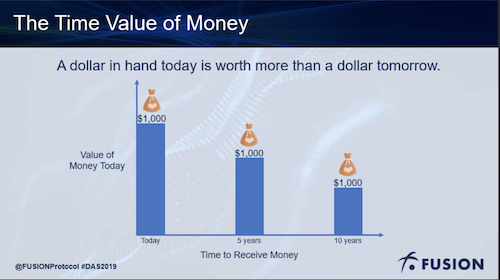 The Time Value of Money
A dollar in hand today is worth more than a dollar tomorrow.
$1,000
$1,000
$1,000
Value of
Money Today
Today
5 years
10 years
Time to Receive Money
@FUSIONProtocol #DAS2019
FUSION